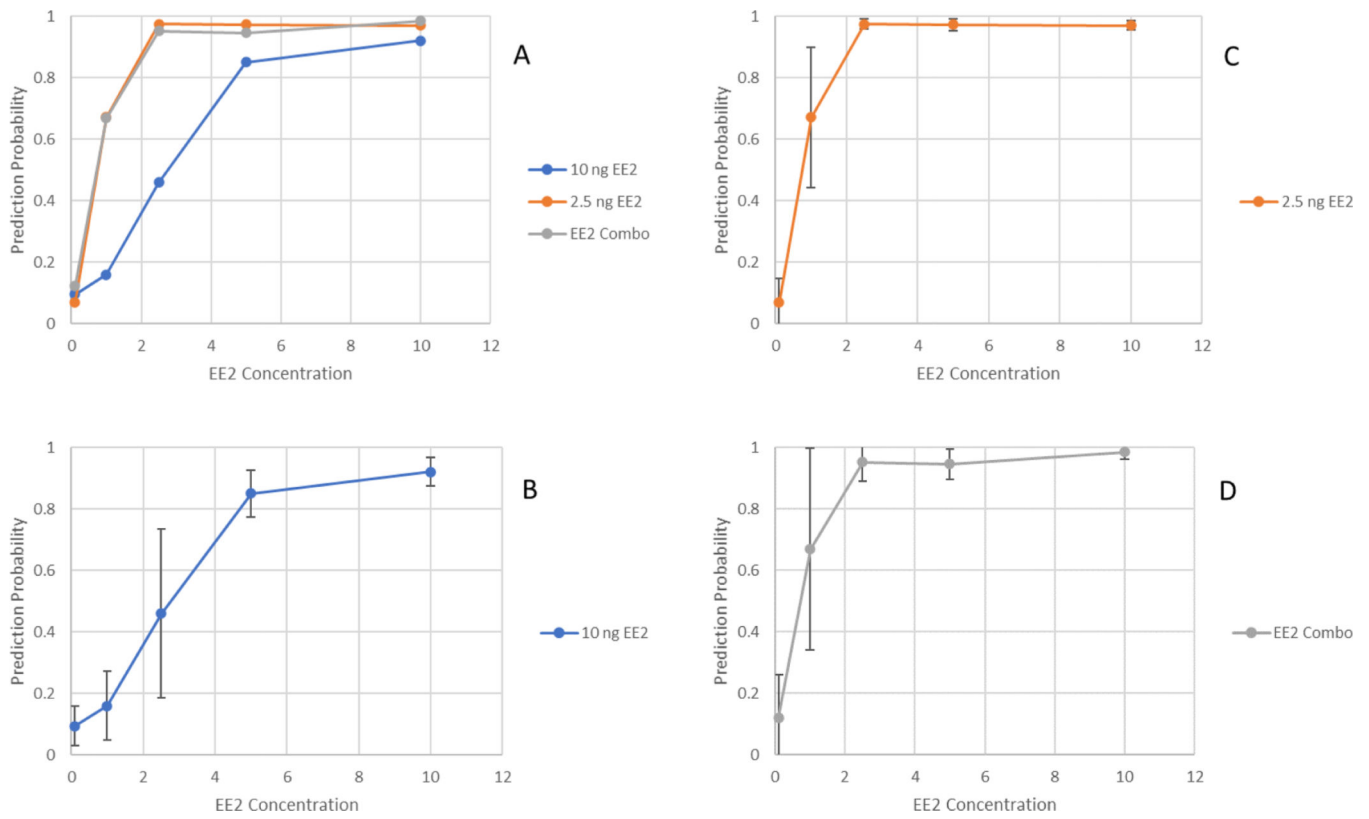 1
0.8
0.6
0.4
0.2
0
0 2 4 6 8 10 12
Prediction Probability
EE2 Concentration
A
10 ng EE2
2.5 ng EE2
EE2 Combo
1
0.8
0.6
0.4
0.2
0
0 2 4 6 8 10 12
Prediction Probability
EE2 Concentration
C
2.5 ng EE2
1
0.8
0.6
0.4
0.2
0
0 2 4 6 8 10 12
Prediction Probability
EE2 Concentration
B
10 ng EE2
1
0.8
0.6
0.4
0.2
0
0 2 4 6 8 10 12
Prediction Probability
EE2 Concentration
D
EE2 Combo